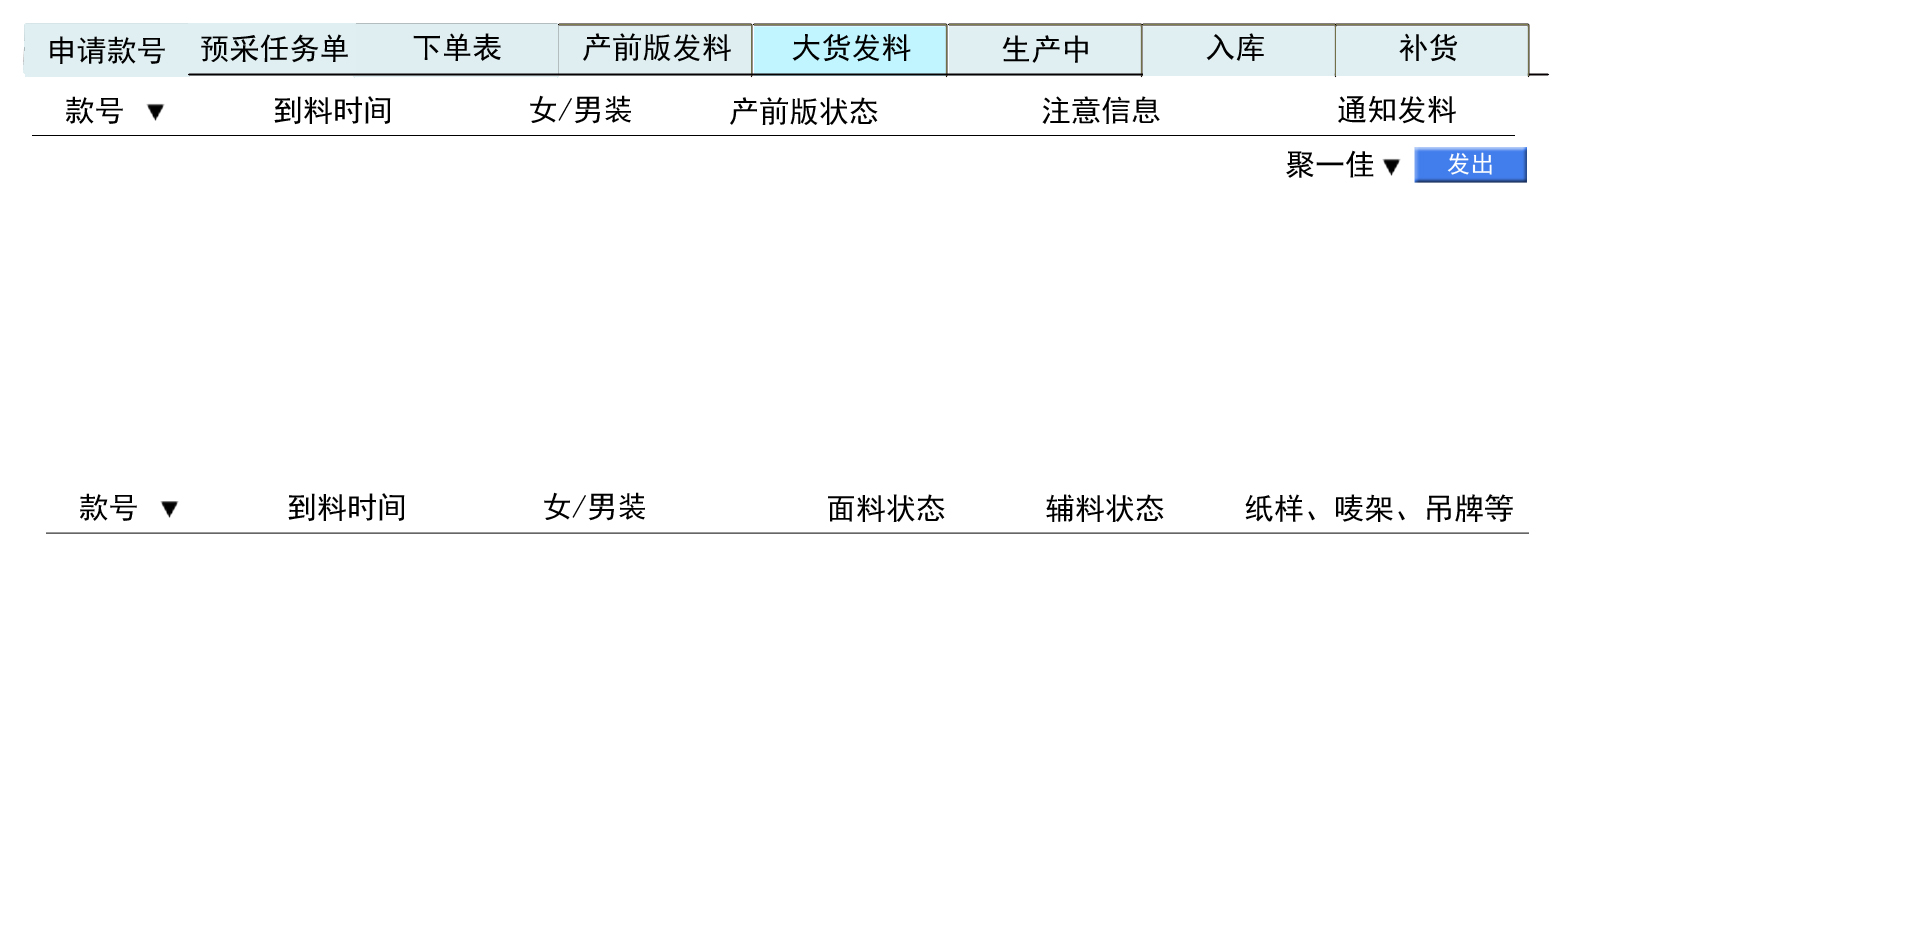 申请款号 预采任务单 下单表 产前版发料 大货发料 生产中 入库 补货
款号 ▼ 到料时间 女/男装 产前版状态 注意信息 通知发料
聚一佳 ▼ 发出
款号 ▼ 到料时间 女/男装 面料状态 辅料状态 纸样、唛架、吊牌等